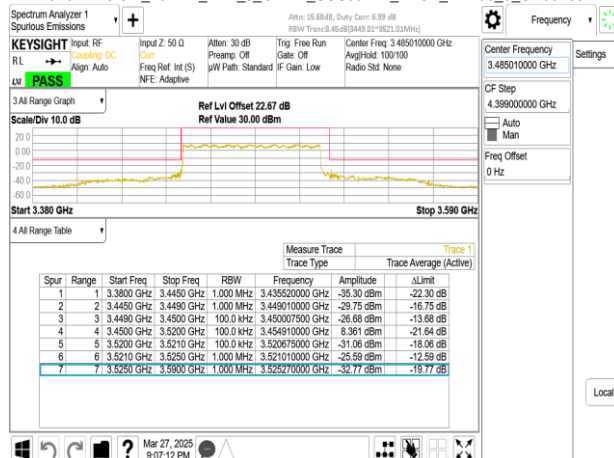 Spectrum Analyzer 1
Spurious Emissions
Attn: 15.68dB, Duty Corr: 6.99 dB
RBW Trans:8.45dB(3449.01~3521.01MHz)
Frequency
KEYSIGHT Input: RF Input Z: 50 Ω Atten: 30 dB Trig: Free Run Center Freq: 3.485010000 GHz
RL Coupling: DC Corr Preamp: Off Gate: Off Avg|Hold: 100/100
Align: Auto Freq Ref: Int (S) µW Path: Standard IF Gain: Low Radio Std: None
NFE: Adaptive
LXI PASS
Center Frequency
3.485010000 GHz
Settings
CF Step
4.399000000 GHz
Auto
Man
Freq Offset
0 Hz
3 All Range Graph
Scale/Div 10.0 dB
Ref Lvl Offset 22.67 dB
Ref Value 30.00 dBm
20.0
0.00
-20.0
-40.0
-60.0
Start 3.380 GHz Stop 3.590 GHz
4 All Range Table
Measure Trace Trace 1
Trace Type Trace Average (Active)
Spur Range Start Freq Stop Freq RBW Frequency Amplitude ΔLimit
1 1 3.3800 GHz 3.4450 GHz 1.000 MHz 3.435520000 GHz -35.30 dBm -22.30 dB
2 2 3.4450 GHz 3.4490 GHz 1.000 MHz 3.449010000 GHz -29.75 dBm -16.75 dB
3 3 3.4490 GHz 3.4500 GHz 100.0 kHz 3.450007500 GHz -26.68 dBm -13.68 dB
4 4 3.4500 GHz 3.5200 GHz 100.0 kHz 3.454910000 GHz 8.361 dBm -21.64 dB
5 5 3.5200 GHz 3.5210 GHz 100.0 kHz 3.520675000 GHz -31.06 dBm -18.06 dB
6 6 3.5210 GHz 3.5250 GHz 1.000 MHz 3.521010000 GHz -25.59 dBm -12.59 dB
7 7 3.5250 GHz 3.5900 GHz 1.000 MHz 3.525270000 GHz -32.77 dBm -19.77 dB
Local
Mar 27, 2025
9:07:12 PM